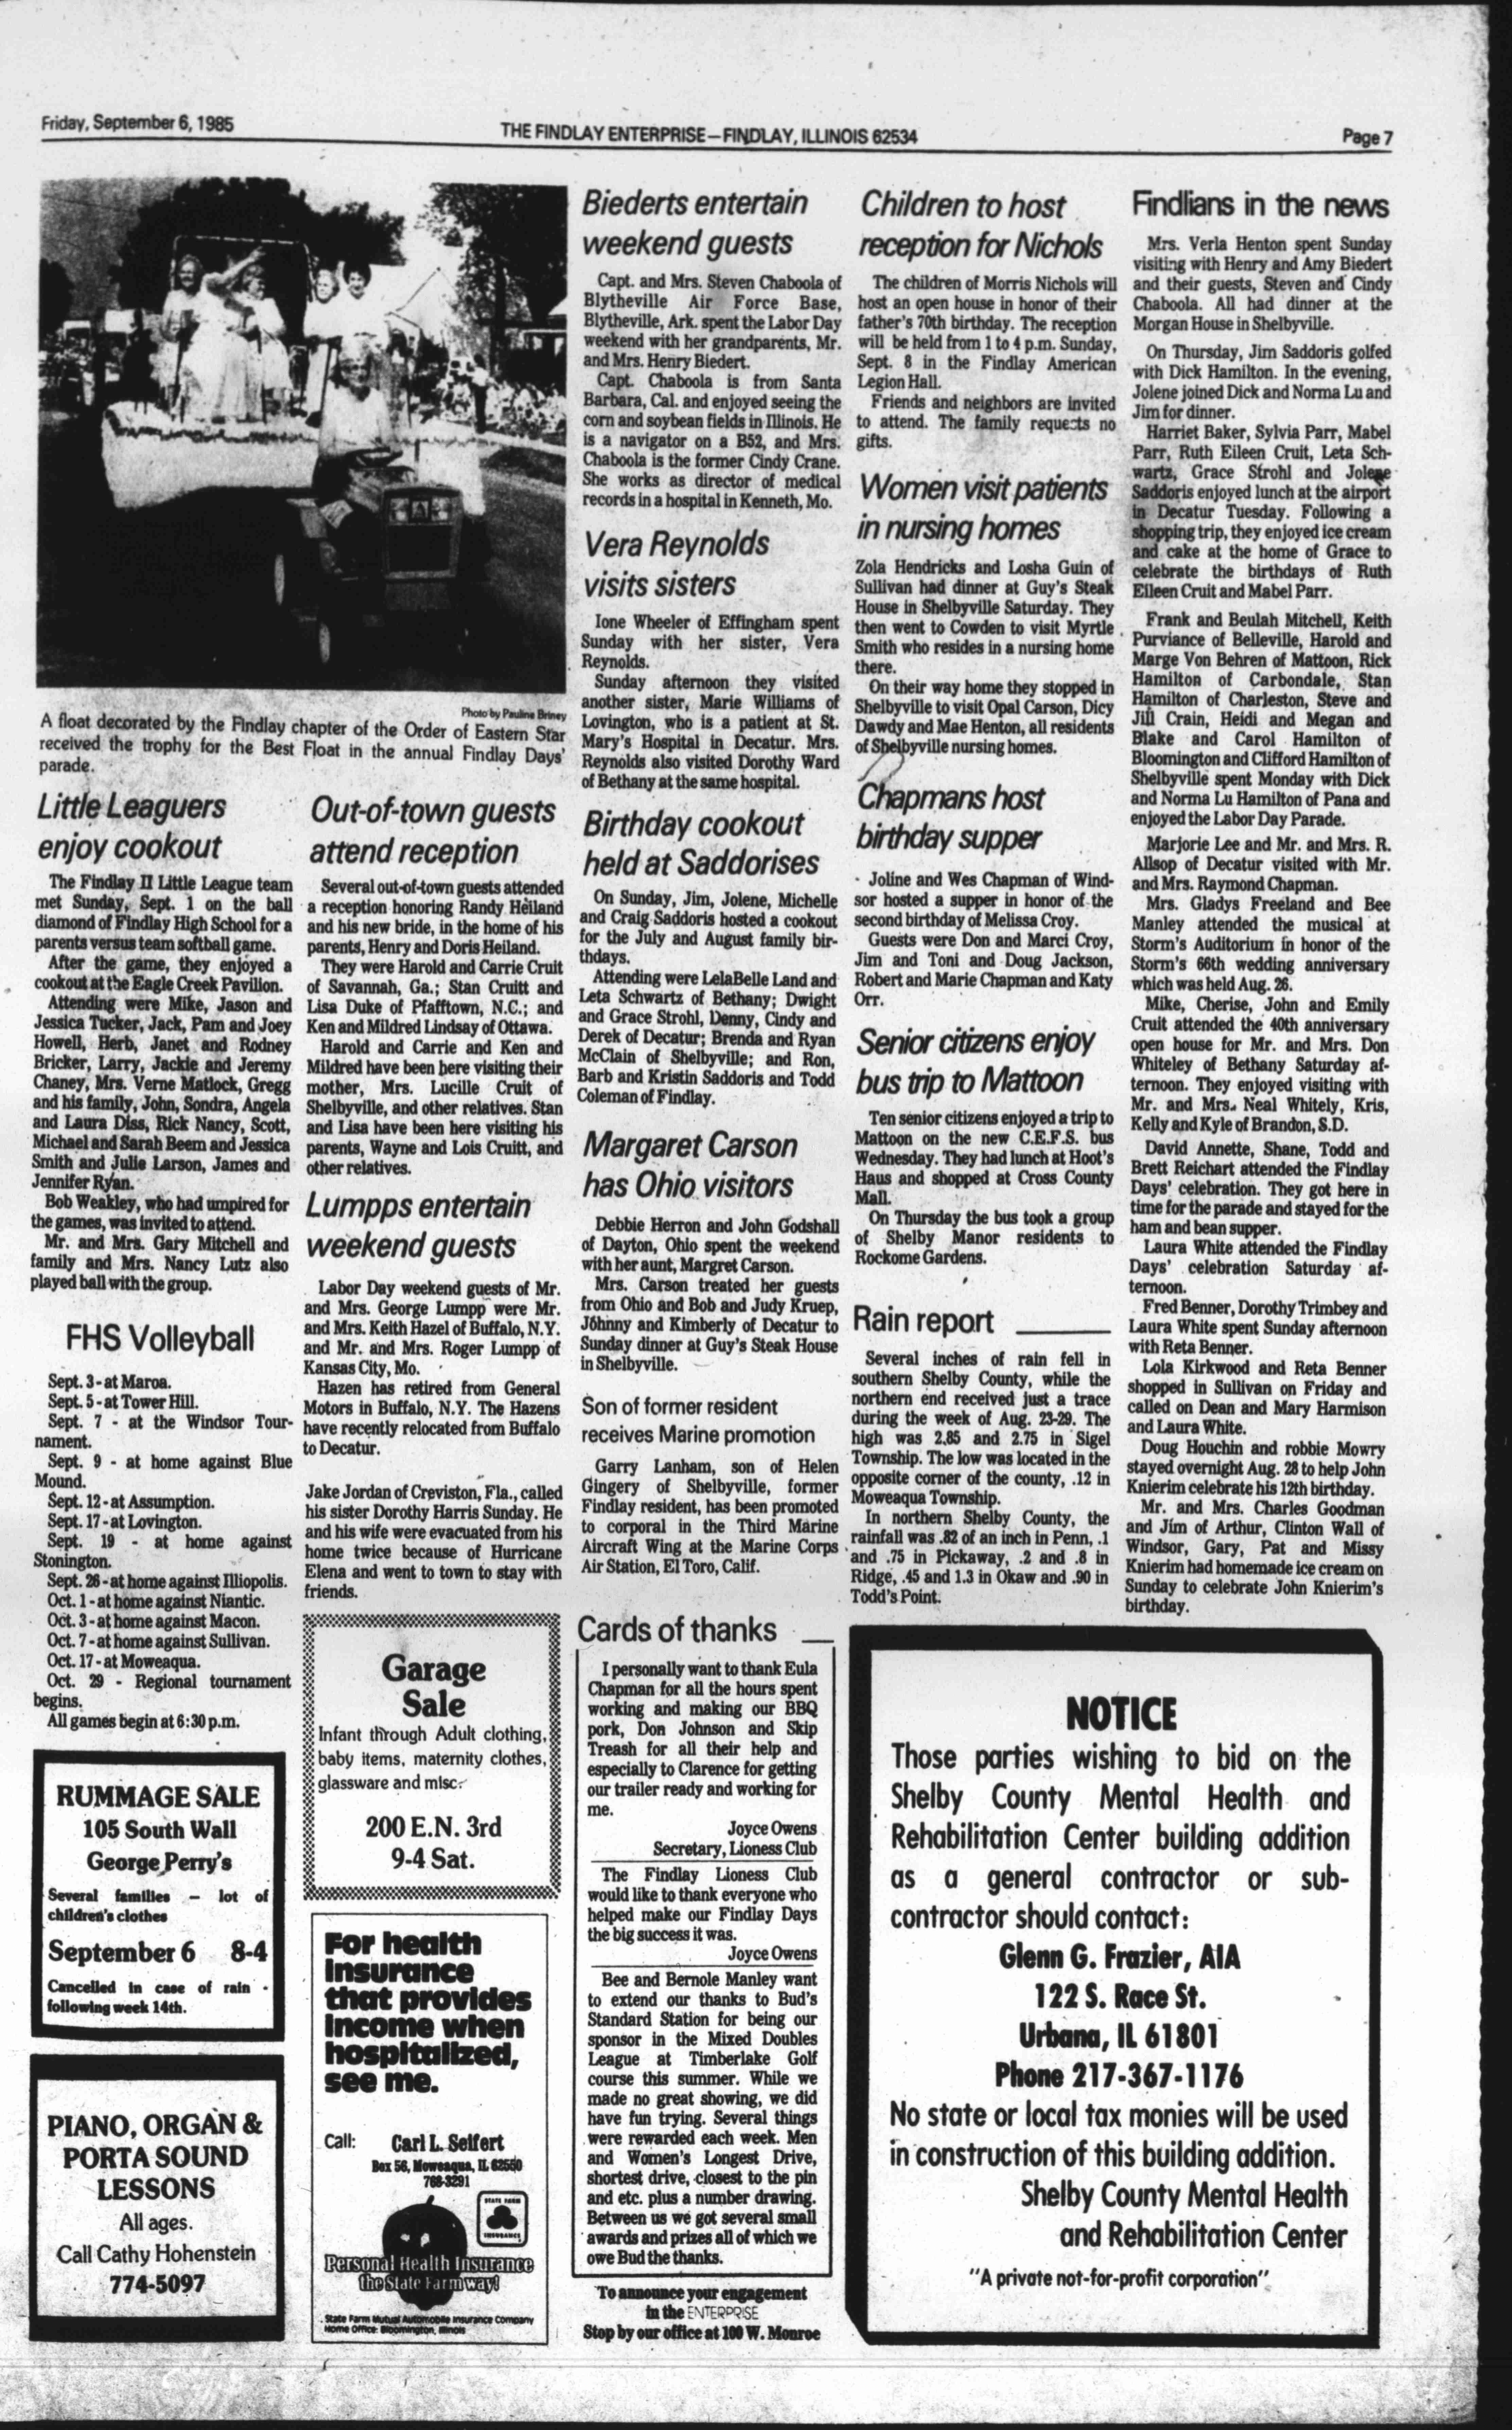 Friday, September 6, 1985
THE FINDLAY ENTERPRISE—FINDLAY, ILLINOIS 62534
Page 7
Photo by Pauline Briney
A float decorated by the Findlay chapter of the Order of Eastern Star
received the trophy for the Best Float in the annual Findlay Days'
parade.
Little Leaguers
enjoy cookout
The Findlay II Little League team
met Sunday, Sept. 1 on the ball
diamond of Findlay High School for a
parents versus team softball game.
After the game, they enjoyed a
cookout at the Eagle Creek Pavilion.
Attending were Mike, Jason and
Jessica Tucker, Jack, Pam and Joey
Howell, Herb, Janet and Rodney
Bricker, Larry, Jackie and Jeremy
Chaney, Mrs. Verne Matlock, Gregg
and his family, John, Sondra, Angela
and Laura Diss, Rick Nancy, Scott,
Michael and Sarah Beem and Jessica
Smith and Julie Larson, James and
Jennifer Ryan.
Bob Weakley, who had umpired for
the games, was invited to attend.
Mr. and Mrs. Gary Mitchell and
family and Mrs. Nancy Lutz also
played ball with the group.
FHS Volleyball
Sept. 3 - at Maroa.
Sept. 5 - at Tower Hill.
Sept. 7 - at the Windsor Tour-
nament.
Sept. 9 - at home against Blue
Mound.
Sept. 12 - at Assumption.
Sept. 17 - at Lovington.
Sept. 19 - at home against
Stonington.
Sept. 26 - at home against Illiopolis.
Oct. 1 - at home against Niantic.
Oct. 3 - at home against Macon.
Oct. 7 - at home against Sullivan.
Oct. 17 - at Moweaqua.
Oct. 29 - Regional tournament
begins.
All games begin at 6:30 p.m.
RUMMAGE SALE
105 South Wall
George Perry's
Several families — lot of
children's clothes
September 6 8-4
Cancelled in case of rain -
following week 14th.
PIANO, ORGAN &
PORTA SOUND
LESSONS
All ages.
Call Cathy Hohenstein
774-5097
Out-of-town guests
attend reception
Several out-of-town guests attended
a reception honoring Randy Heiland
and his new bride, in the home of his
parents, Henry and Doris Heiland.
They were Harold and Carrie Cruit
of Savannah, Ga.; Stan Cruitt and
Lisa Duke of Pfafftown, N.C.; and
Ken and Mildred Lindsay of Ottawa.
Harold and Carrie and Ken and
Mildred have been here visiting their
mother, Mrs. Lucille Cruit of
Shelbyville, and other relatives. Stan
and Lisa have been here visiting his
parents, Wayne and Lois Cruitt, and
other relatives.
Lumpps entertain
weekend guests
Labor Day weekend guests of Mr.
and Mrs. George Lumpp were Mr.
and Mrs. Keith Hazel of Buffalo, N.Y.
and Mr. and Mrs. Roger Lumpp of
Kansas City, Mo.
Hazen has retired from General
Motors in Buffalo, N.Y. The Hazens
have recently relocated from Buffalo
to Decatur.
Jake Jordan of Creviston, Fla., called
his sister Dorothy Harris Sunday. He
and his wife were evacuated from his
home twice because of Hurricane
Elena and went to town to stay with
friends.
Garage
Sale
Infant through Adult clothing,
baby items, maternity clothes,
glassware and misc.
200 E.N. 3rd
9-4 Sat.
For health
insurance
that provides
income when
hospitalized,
see me.
Call: Carl L. Seifert
Box 56, Moweaqua, IL 62550
768-3291
STATE FARM
INSURANCE
Personal Health Insurance
the State Farm way!
State Farm Mutual Automobile Insurance Company
Home Office: Bloomington, Illinois
Biederts entertain
weekend guests
Capt. and Mrs. Steven Chaboola of
Blytheville Air Force Base,
Blytheville, Ark. spent the Labor Day
weekend with her grandparents, Mr.
and Mrs. Henry Biedert.
Capt. Chaboola is from Santa
Barbara, Cal. and enjoyed seeing the
corn and soybean fields in Illinois. He
is a navigator on a B52, and Mrs.
Chaboola is the former Cindy Crane.
She works as director of medical
records in a hospital in Kenneth, Mo.
Vera Reynolds
visits sisters
Ione Wheeler of Effingham spent
Sunday with her sister, Vera
Reynolds.
Sunday afternoon they visited
another sister, Marie Williams of
Lovington, who is a patient at St.
Mary's Hospital in Decatur. Mrs.
Reynolds also visited Dorothy Ward
of Bethany at the same hospital.
Birthday cookout
held at Saddorises
On Sunday, Jim, Jolene, Michelle
and Craig Saddoris hosted a cookout
for the July and August family bir-
thdays.
Attending were LelaBelle Land and
Leta Schwartz of Bethany; Dwight
and Grace Strohl, Denny, Cindy and
Derek of Decatur; Brenda and Ryan
McClain of Shelbyville; and Ron,
Barb and Kristin Saddoris and Todd
Coleman of Findlay.
Margaret Carson
has Ohio visitors
Debbie Herron and John Godshall
of Dayton, Ohio spent the weekend
with her aunt, Margret Carson.
Mrs. Carson treated her guests
from Ohio and Bob and Judy Kruep,
Johnny and Kimberly of Decatur to
Sunday dinner at Guy's Steak House
in Shelbyville.
Son of former resident
receives Marine promotion
Garry Lanham, son of Helen
Gingery of Shelbyville, former
Findlay resident, has been promoted
to corporal in the Third Marine
Aircraft Wing at the Marine Corps
Air Station, El Toro, Calif.
Cards of thanks
I personally want to thank Eula
Chapman for all the hours spent
working and making our BBQ
pork, Don Johnson and Skip
Treash for all their help and
especially to Clarence for getting
our trailer ready and working for
me.
Joyce Owens
Secretary, Lioness Club
The Findlay Lioness Club
would like to thank everyone who
helped make our Findlay Days
the big success it was.
Joyce Owens
Bee and Bernole Manley want
to extend our thanks to Bud's
Standard Station for being our
sponsor in the Mixed Doubles
League at Timberlake Golf
course this summer. While we
made no great showing, we did
have fun trying. Several things
were rewarded each week. Men
and Women's Longest Drive,
shortest drive, closest to the pin
and etc. plus a number drawing.
Between us we got several small
awards and prizes all of which we
owe Bud the thanks.
To announce your engagement
in the ENTERPRISE
Stop by our office at 100 W. Monroe
Children to host
reception for Nichols
The children of Morris Nichols will
host an open house in honor of their
father's 70th birthday. The reception
will be held from 1 to 4 p.m. Sunday,
Sept. 8 in the Findlay American
Legion Hall.
Friends and neighbors are invited
to attend. The family requests no
gifts.
Women visit patients
in nursing homes
Zola Hendricks and Losha Guin of
Sullivan had dinner at Guy's Steak
House in Shelbyville Saturday. They
then went to Cowden to visit Myrtle
Smith who resides in a nursing home
there.
On their way home they stopped in
Shelbyville to visit Opal Carson, Dicy
Dawdy and Mae Henton, all residents
of Shelbyville nursing homes.
Chapmans host
birthday supper
Joline and Wes Chapman of Wind-
sor hosted a supper in honor of the
second birthday of Melissa Croy.
Guests were Don and Marci Croy,
Jim and Toni and Doug Jackson,
Robert and Marie Chapman and Katy
Orr.
Senior citizens enjoy
bus trip to Mattoon
Ten senior citizens enjoyed a trip to
Mattoon on the new C.E.F.S. bus
Wednesday. They had lunch at Hoot's
Haus and shopped at Cross County
Mall.
On Thursday the bus took a group
of Shelby Manor residents to
Rockome Gardens.
Rain report
Several inches of rain fell in
southern Shelby County, while the
northern end received just a trace
during the week of Aug. 23-29. The
high was 2.85 and 2.75 in Sigel
Township. The low was located in the
opposite corner of the county, .12 in
Moweaqua Township.
In northern Shelby County, the
rainfall was .82 of an inch in Penn, .1
and .75 in Pickaway, .2 and .8 in
Ridge, .45 and 1.3 in Okaw and .90 in
Todd's Point.
Findlians in the news
Mrs. Verla Henton spent Sunday
visiting with Henry and Amy Biedert
and their guests, Steven and Cindy
Chaboola. All had dinner at the
Morgan House in Shelbyville.
On Thursday, Jim Saddoris golfed
with Dick Hamilton. In the evening,
Jolene joined Dick and Norma Lu and
Jim for dinner.
Harriet Baker, Sylvia Parr, Mabel
Parr, Ruth Eileen Cruit, Leta Sch-
wartz, Grace Strohl and Jolene
Saddoris enjoyed lunch at the airport
in Decatur Tuesday. Following a
shopping trip, they enjoyed ice cream
and cake at the home of Grace to
celebrate the birthdays of Ruth
Eileen Cruit and Mabel Parr.
Frank and Beulah Mitchell, Keith
Purviance of Belleville, Harold and
Marge Von Behren of Mattoon, Rick
Hamilton of Carbondale, Stan
Hamilton of Charleston, Steve and
Jill Crain, Heidi and Megan and
Blake and Carol Hamilton of
Bloomington and Clifford Hamilton of
Shelbyville spent Monday with Dick
and Norma Lu Hamilton of Pana and
enjoyed the Labor Day Parade.
Marjorie Lee and Mr. and Mrs. R.
Allsop of Decatur visited with Mr.
and Mrs. Raymond Chapman.
Mrs. Gladys Freeland and Bee
Manley attended the musical at
Storm's Auditorium in honor of the
Storm's 66th wedding anniversary
which was held Aug. 26.
Mike, Cherise, John and Emily
Cruit attended the 40th anniversary
open house for Mr. and Mrs. Don
Whiteley of Bethany Saturday af-
ternoon. They enjoyed visiting with
Mr. and Mrs. Neal Whitely, Kris,
Kelly and Kyle of Brandon, S.D.
David Annette, Shane, Todd and
Brett Reichart attended the Findlay
Days' celebration. They got here in
time for the parade and stayed for the
ham and bean supper.
Laura White attended the Findlay
Days' celebration Saturday af-
ternoon.
Fred Benner, Dorothy Trimbey and
Laura White spent Sunday afternoon
with Reta Benner.
Lola Kirkwood and Reta Benner
shopped in Sullivan on Friday and
called on Dean and Mary Harmison
and Laura White.
Doug Houchin and robbie Mowry
stayed overnight Aug. 28 to help John
Knierim celebrate his 12th birthday.
Mr. and Mrs. Charles Goodman
and Jim of Arthur, Clinton Wall of
Windsor, Gary, Pat and Missy
Knierim had homemade ice cream on
Sunday to celebrate John Knierim's
birthday.
NOTICE
Those parties wishing to bid on the
Shelby County Mental Health and
Rehabilitation Center building addition
as a general contractor or sub-
contractor should contact:
Glenn G. Frazier, AIA
122 S. Race St.
Urbana, IL 61801
Phone 217-367-1176
No state or local tax monies will be used
in construction of this building addition.
Shelby County Mental Health
and Rehabilitation Center
"A private not-for-profit corporation"